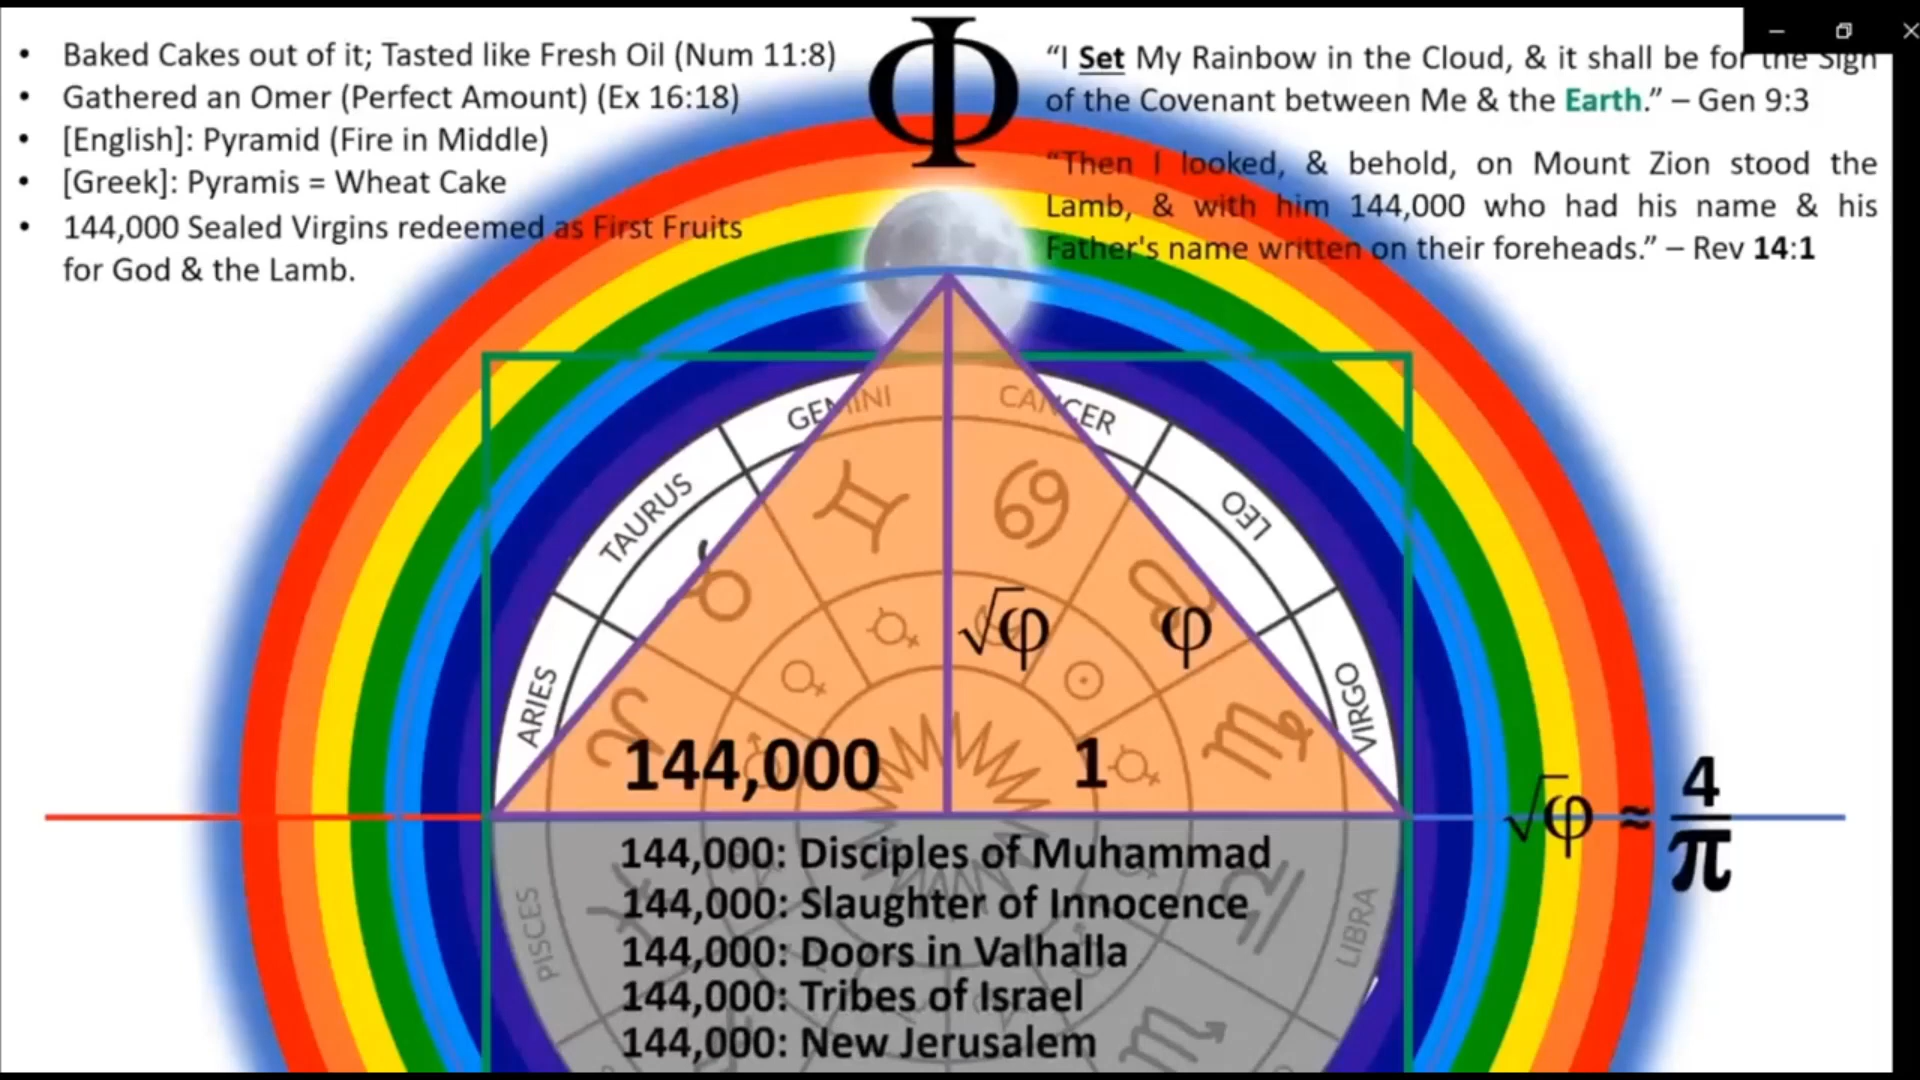 • Baked Cakes out of it; Tasted like Fresh Oil (Num 11:8)
• Gathered an Omer (Perfect Amount) (Ex 16:18)
• [English]: Pyramid (Fire in Middle)
• [Greek]: Pyramis = Wheat Cake
• 144,000 Sealed Virgins redeemed as First Fruits
for God & the Lamb.
Φ
“I Set My Rainbow in the Cloud, & it shall be for the Sign
of the Covenant between Me & the Earth.” – Gen 9:3
“Then I looked, & behold, on Mount Zion stood the
Lamb, & with him 144,000 who had his name & his
Father's name written on their foreheads.” – Rev 14:1
GEMINI
CANCER
TAURUS
LEO
ARIES
VIRGO
√φ
φ
144,000
1
√φ ≈ 4/π
PISCES
LIBRA
144,000: Disciples of Muhammad
144,000: Slaughter of Innocence
144,000: Doors in Valhalla
144,000: Tribes of Israel
144,000: New Jerusalem